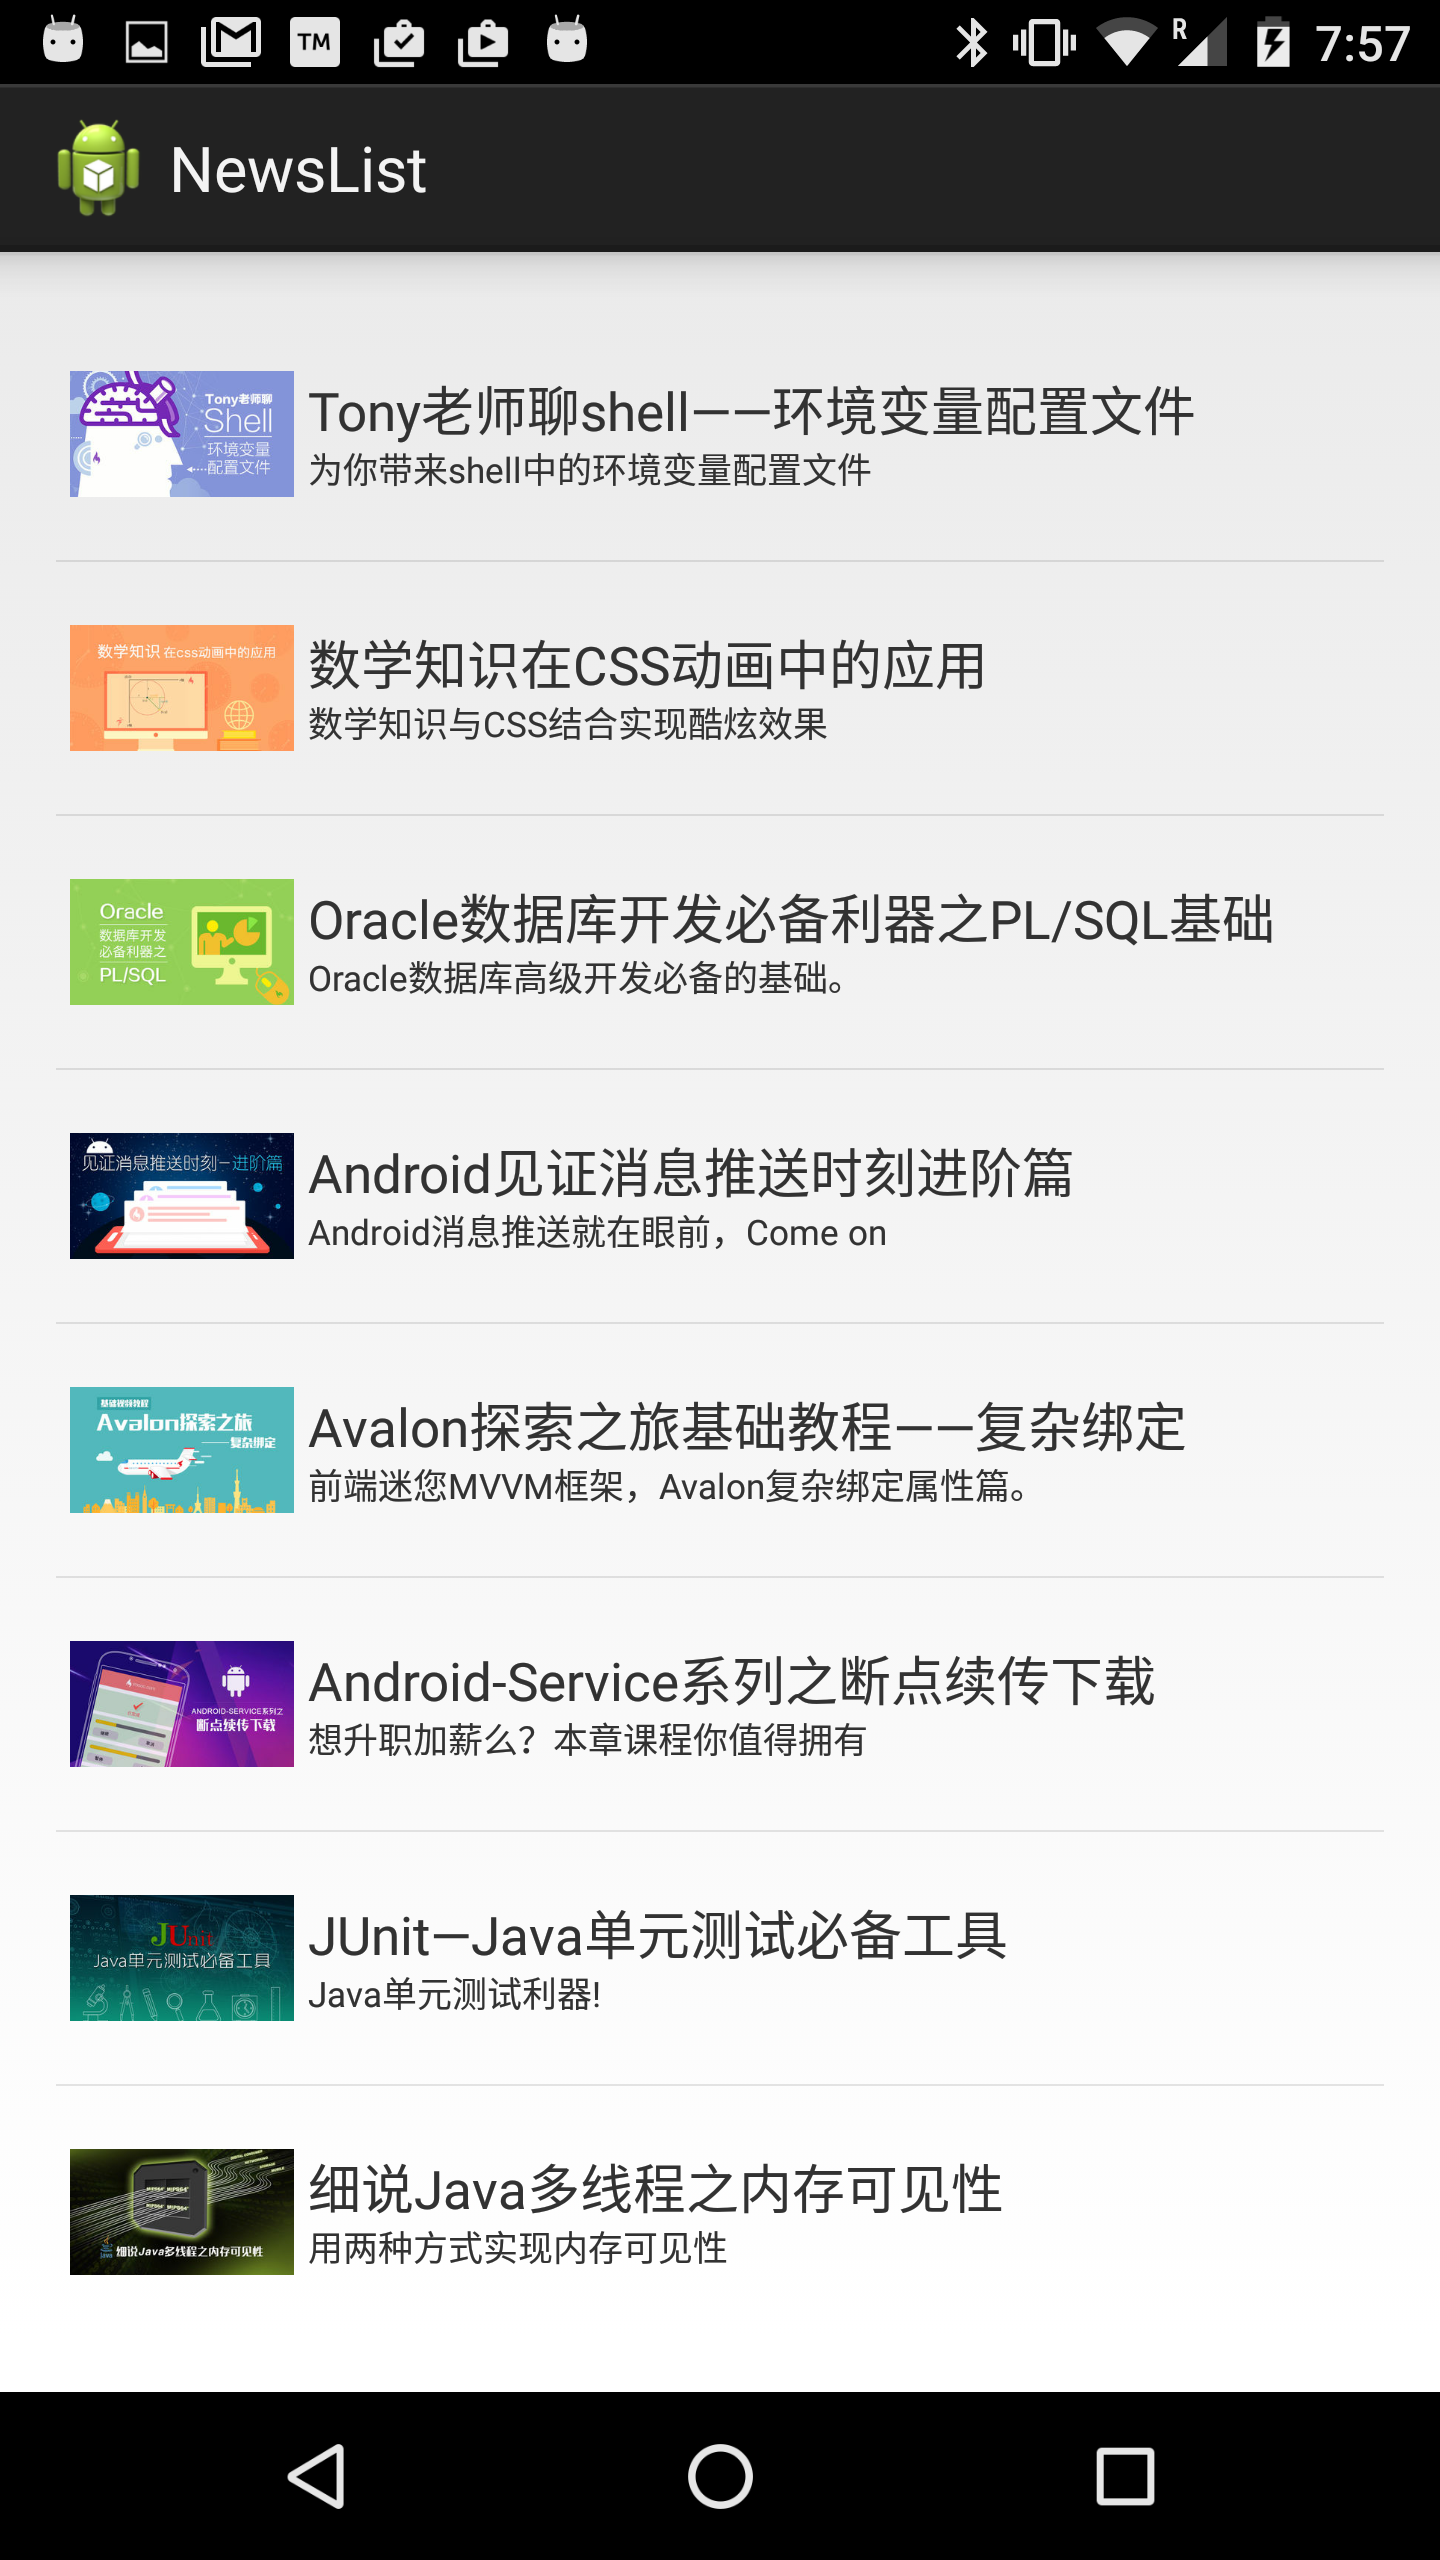 TM
R
7:57
NewsList
Tony老师聊
Shell
环境变量
配置文件
Tony老师聊shell——环境变量配置文件
为你带来shell中的环境变量配置文件
数学知识 在css动画中的应用
数学知识在CSS动画中的应用
数学知识与CSS结合实现酷炫效果
Oracle
数据库开发
必备利器之
PL/SQL
Oracle数据库开发必备利器之PL/SQL基础
Oracle数据库高级开发必备的基础。
见证消息推送时刻—进阶篇
Android见证消息推送时刻进阶篇
Android消息推送就在眼前，Come on
基础视频教程
Avalon探索之旅
——复杂绑定
Avalon探索之旅基础教程——复杂绑定
前端迷您MVVM框架，Avalon复杂绑定属性篇。
ANDROID-SERVICE系列之
断点续传下载
Android-Service系列之断点续传下载
想升职加薪么？本章课程你值得拥有
JUnit
Java单元测试必备工具
JUnit—Java单元测试必备工具
Java单元测试利器!
细说Java多线程之内存可见性
细说Java多线程之内存可见性
用两种方式实现内存可见性